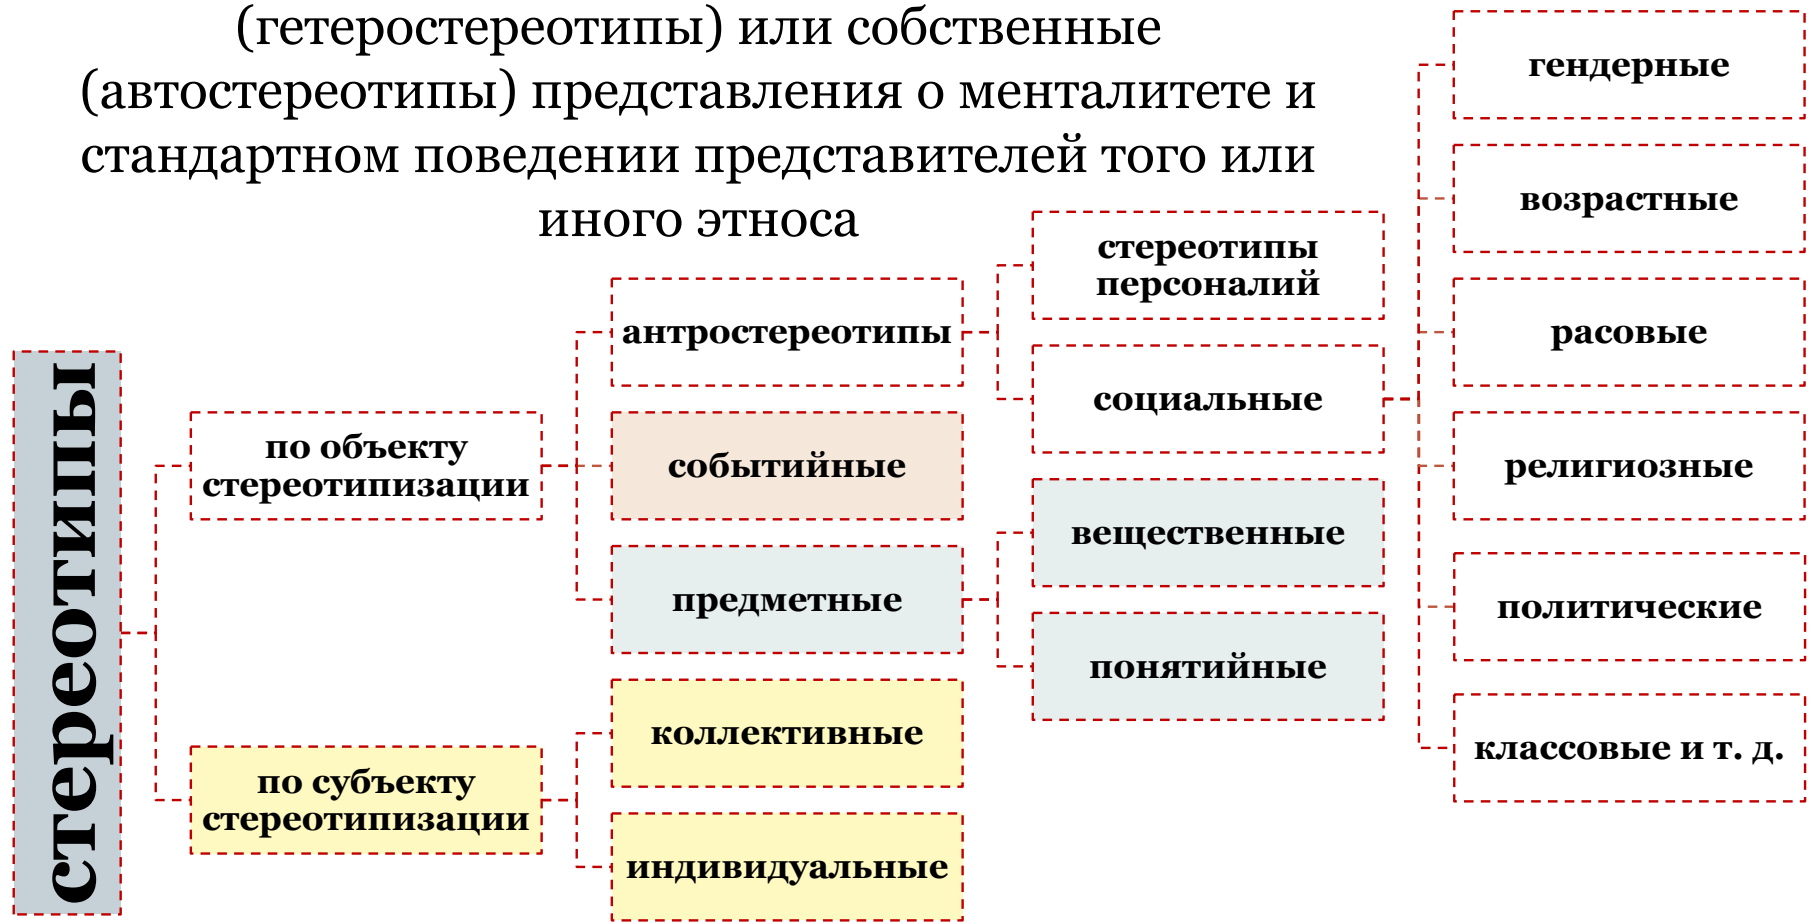 (гетеростереотипы) или собственные
(автостереотипы) представления о менталитете и
стандартном поведении представителей того или
иного этноса
стереотипы
по объекту
стереотипизации
антростереотипы
стереотипы
персоналий
социальные
гендерные
возрастные
расовые
религиозные
политические
классовые и т. д.
событийные
предметные
вещественные
понятийные
по субъекту
стереотипизации
коллективные
индивидуальные